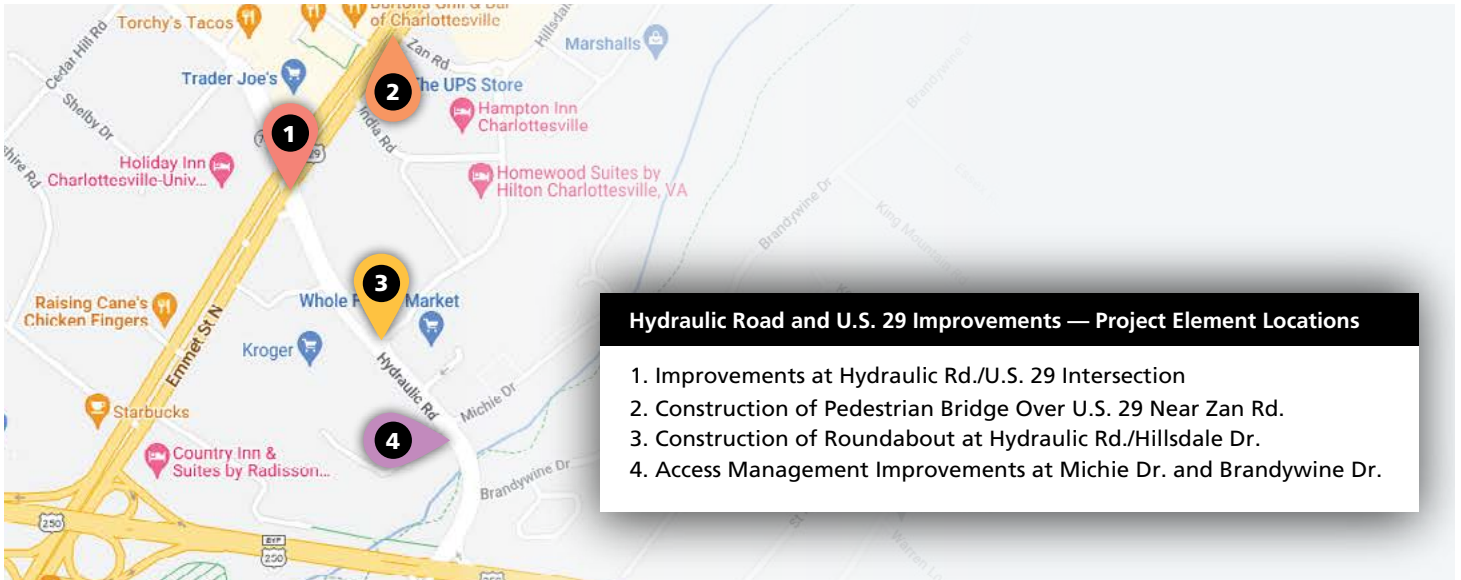 Torchy's Tacos
of Charlottesville
Cedar Hill Rd
Zan Rd
Marshalls
Trader Joe's
The UPS Store
Shelby Dr
India Rd
Hampton Inn
Charlottesville
Brandywine Dr
1
2
29
Holiday Inn
Charlottesville-Univ...
Homewood Suites by
Hilton Charlottesville, VA
Brandywine Dr
King Mountain Rd
3
Raising Cane's
Chicken Fingers
Whole F Market
Emmet St N
Kroger
Hydraulic Rd
Michie Dr
Starbucks
4
Country Inn &
Suites by Radisson...
Brandywine Dr
250
BYP
250
Hydraulic Road and U.S. 29 Improvements — Project Element Locations
1. Improvements at Hydraulic Rd./U.S. 29 Intersection
2. Construction of Pedestrian Bridge Over U.S. 29 Near Zan Rd.
3. Construction of Roundabout at Hydraulic Rd./Hillsdale Dr.
4. Access Management Improvements at Michie Dr. and Brandywine Dr.